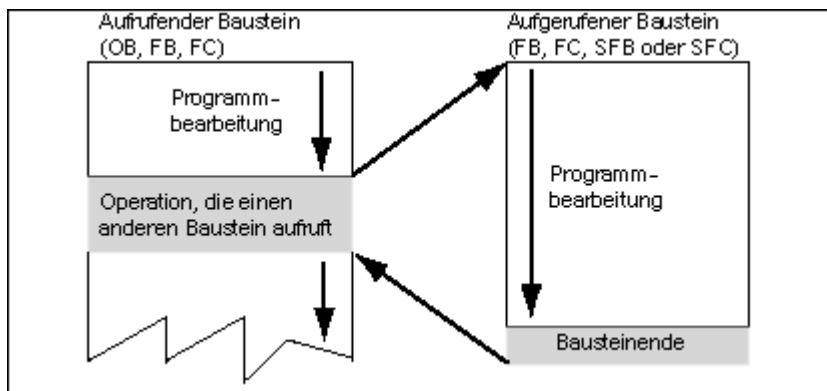 Aufrufender Baustein
(OB, FB, FC)
Programm-
bearbeitung
Operation, die einen
anderen Baustein aufruft
Aufgerufener Baustein
(FB, FC, SFB oder SFC)
Programm-
bearbeitung
Bausteinende